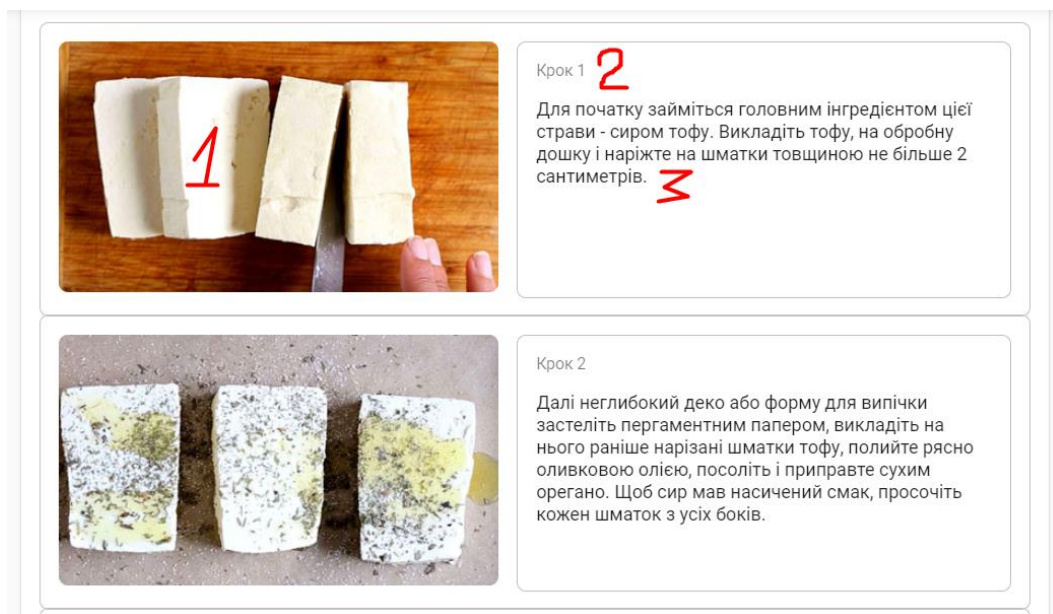 1
Крок 1 2
Для початку займіться головним інгредієнтом цієї
страви - сиром тофу. Викладіть тофу, на обробну
дошку і наріжте на шматки товщиною не більше 2
сантиметрів. 3
Крок 2
Далі неглибокий деко або форму для випічки
застеліть пергаментним папером, викладіть на
нього раніше нарізані шматки тофу, полийте рясно
оливковою олією, посоліть і приправте сухим
орегано. Щоб сир мав насичений смак, просочіть
кожен шматок з усіх боків.